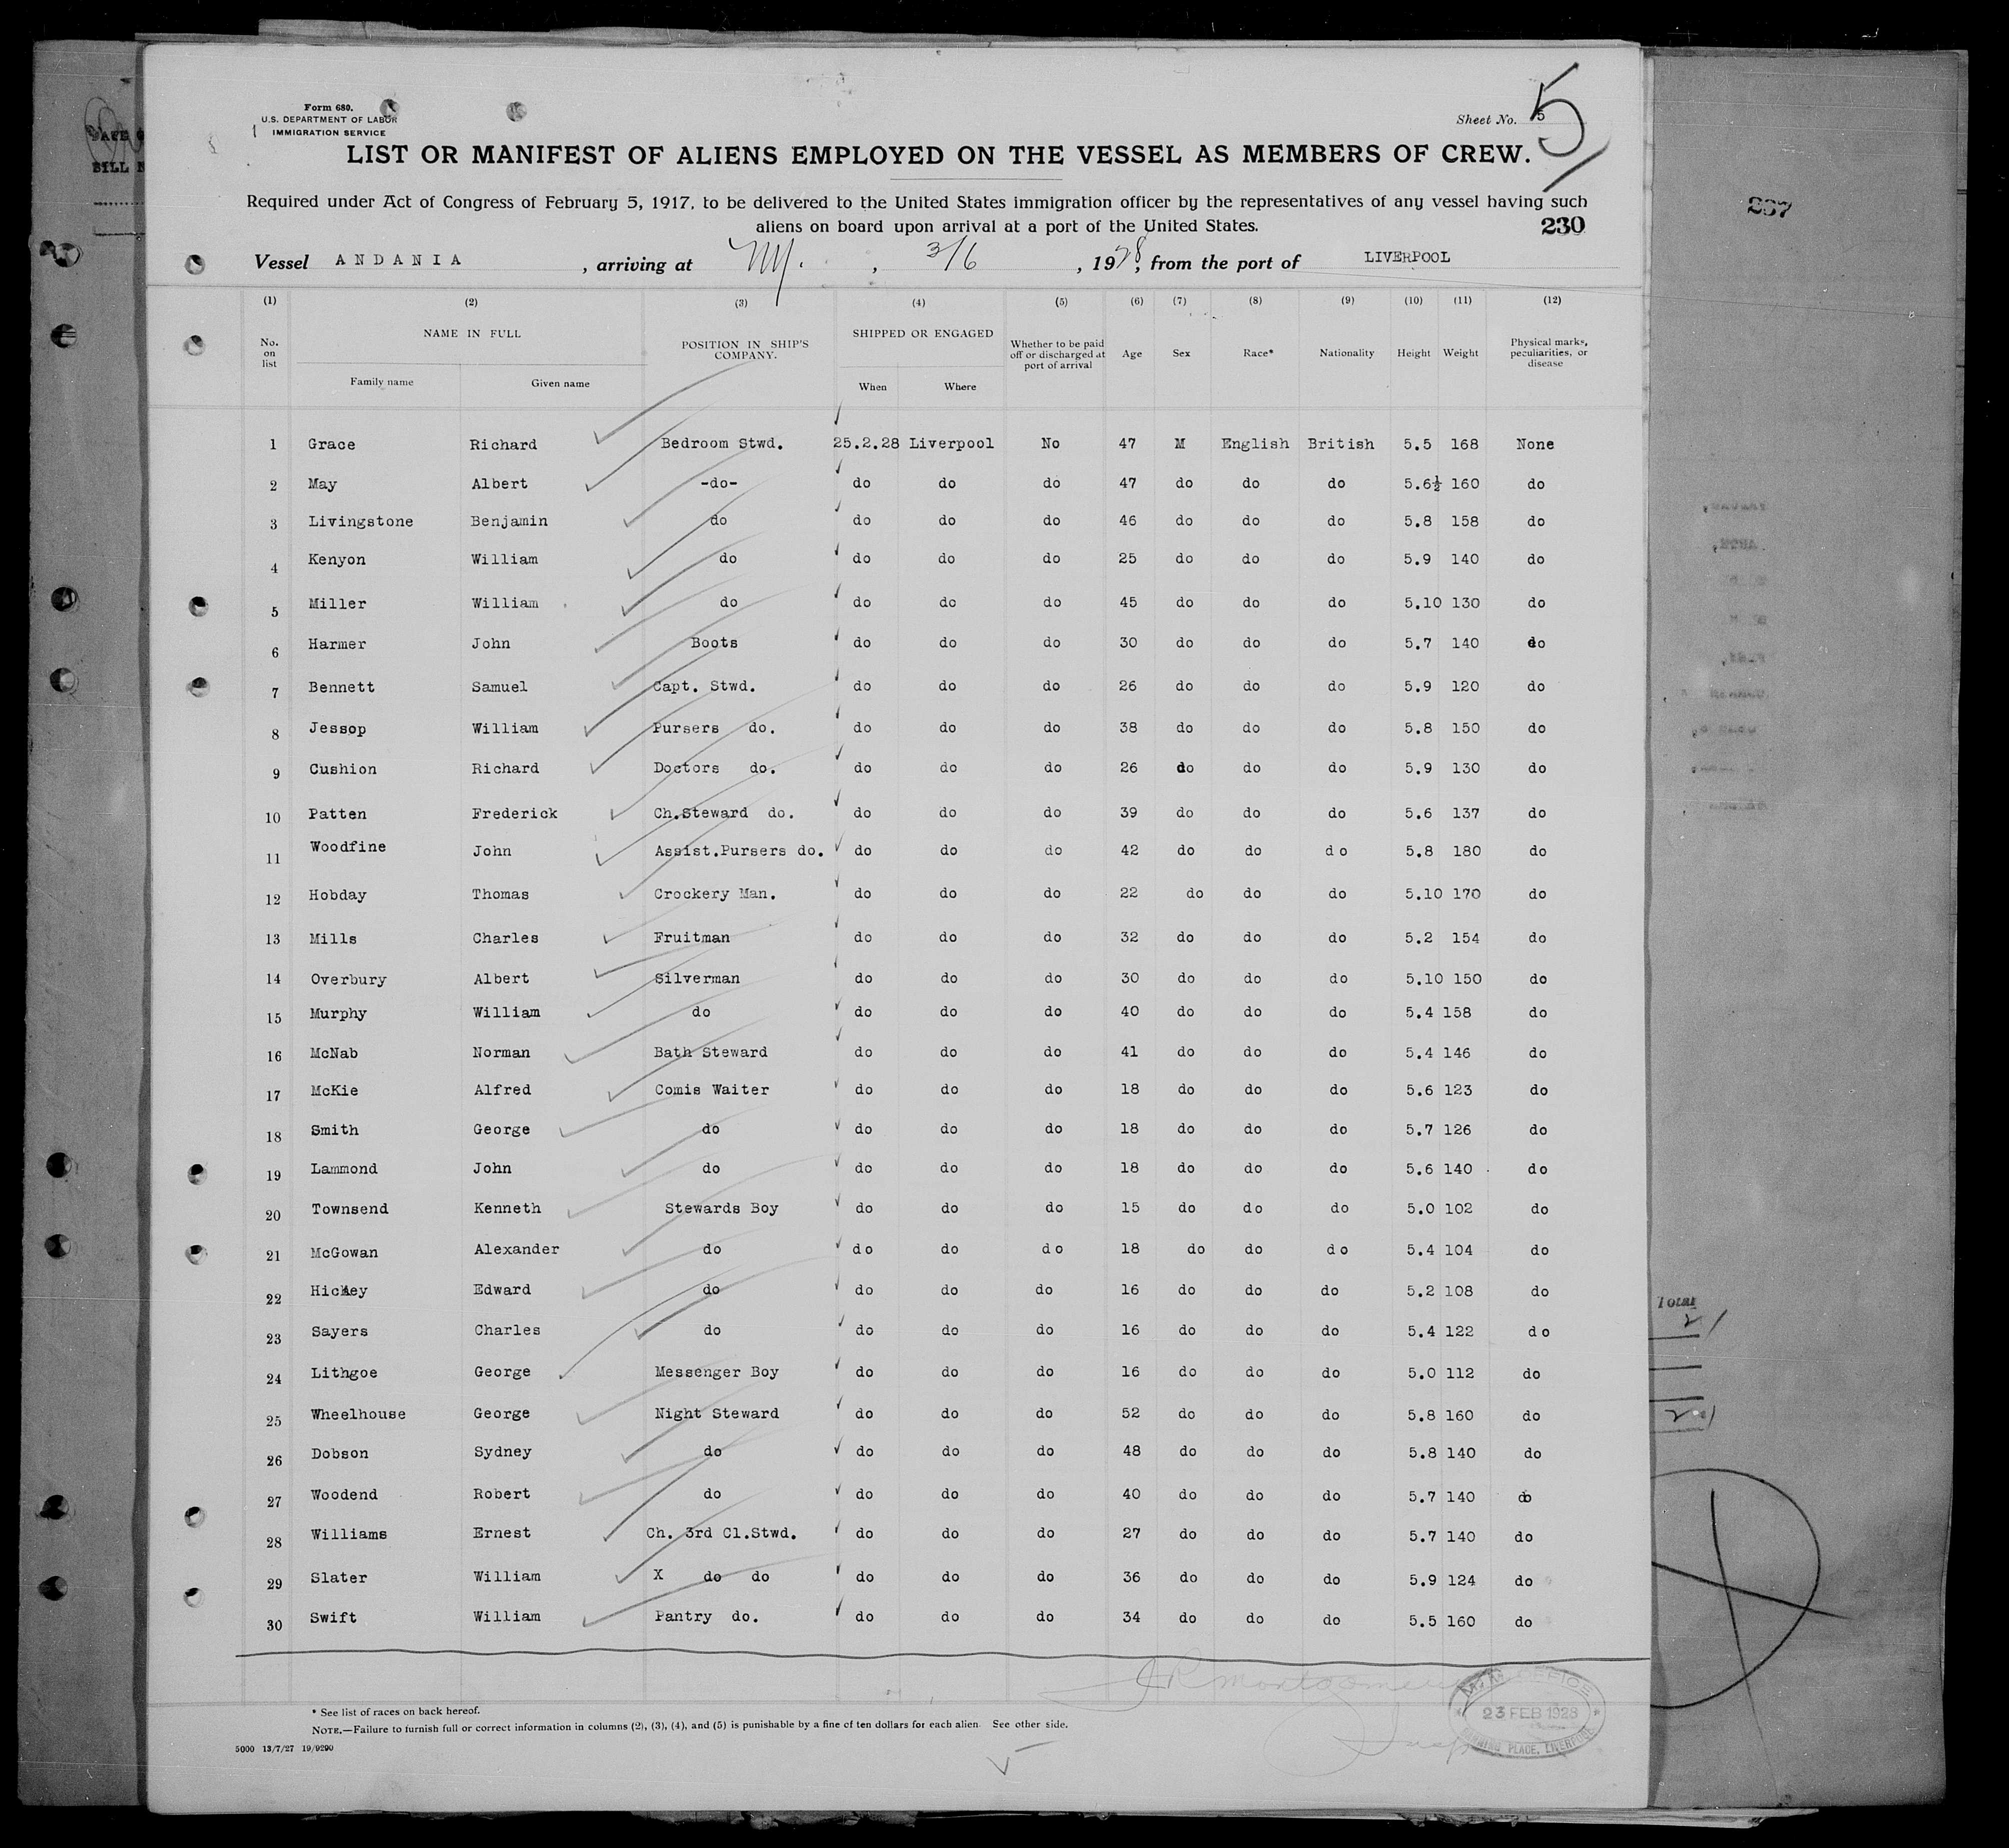 Form 680.
U.S. DEPARTMENT OF LABOR
IMMIGRATION SERVICE
Sheet No. 5
5
LIST OR MANIFEST OF ALIENS EMPLOYED ON THE VESSEL AS MEMBERS OF CREW.
Required under Act of Congress of February 5, 1917, to be delivered to the United States immigration officer by the representatives of any vessel having such
aliens on board upon arrival at a port of the United States.
230
237
Vessel ANDANIA , arriving at NY. , 3/6 , 1928, from the port of LIVERPOOL
(1) (2) (3) (4) (5) (6) (7) (8) (9) (10) (11) (12)
No. on list NAME IN FULL POSITION IN SHIP'S COMPANY. SHIPPED OR ENGAGED Whether to be paid off or discharged at port of arrival Age Sex Race* Nationality Height Weight Physical marks, peculiarities, or disease
Family name Given name When Where
1 Grace Richard Bedroom Stwd. 25.2.28 Liverpool No 47 M English British 5.5 168 None
2 May Albert -do- do do do 47 do do do 5.6½ 160 do
3 Livingstone Benjamin do do do do 46 do do do 5.8 158 do
4 Kenyon William do do do do 25 do do do 5.9 140 do
5 Miller William do do do do 45 do do do 5.10 130 do
6 Harmer John Boots do do do 30 do do do 5.7 140 do
7 Bennett Samuel Capt. Stwd. do do do 26 do do do 5.9 120 do
8 Jessop William Pursers do. do do do 38 do do do 5.8 150 do
9 Cushion Richard Doctors do. do do do 26 do do do 5.9 130 do
10 Patten Frederick Ch.Steward do. do do do 39 do do do 5.6 137 do
11 Woodfine John Assist.Pursers do. do do do 42 do do do 5.8 180 do
12 Hobday Thomas Crockery Man. do do do 22 do do do 5.10 170 do
13 Mills Charles Fruitman do do do 32 do do do 5.2 154 do
14 Overbury Albert Silverman do do do 30 do do do 5.10 150 do
15 Murphy William do do do do 40 do do do 5.4 158 do
16 McNab Norman Bath Steward do do do 41 do do do 5.4 146 do
17 McKie Alfred Comis Waiter do do do 18 do do do 5.6 123 do
18 Smith George do do do do 18 do do do 5.7 126 do
19 Lammond John do do do do 18 do do do 5.6 140 do
20 Townsend Kenneth Stewards Boy do do do 15 do do do 5.0 102 do
21 McGowan Alexander do do do do 18 do do do 5.4 104 do
22 Hickey Edward do do do do 16 do do do 5.2 108 do
23 Sayers Charles do do do do 16 do do do 5.4 122 do
24 Lithgoe George Messenger Boy do do do 16 do do do 5.0 112 do
25 Wheelhouse George Night Steward do do do 52 do do do 5.8 160 do
26 Dobson Sydney do do do do 48 do do do 5.8 140 do
27 Woodend Robert do do do do 40 do do do 5.7 140 do
28 Williams Ernest Ch. 3rd Cl.Stwd. do do do 27 do do do 5.7 140 do
29 Slater William X do do do do do 36 do do do 5.9 124 do
30 Swift William Pantry do. do do do 34 do do do 5.5 160 do
Total
JR Montgomery
23 FEB 1928
PLACE, LIVERPOOL
* See list of races on back hereof.
NOTE.—Failure to furnish full or correct information in columns (2), (3), (4), and (5) is punishable by a fine of ten dollars for each alien. See other side.
5000 13/7/27 19/9290